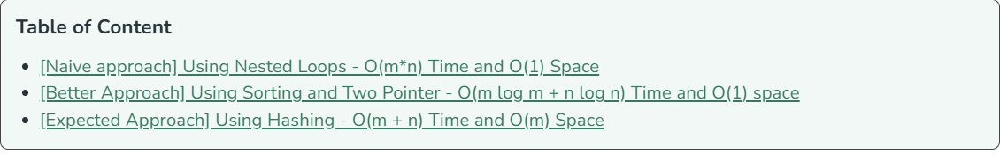 Table of Content
[Naive approach] Using Nested Loops - O(m*n) Time and O(1) Space
[Better Approach] Using Sorting and Two Pointer - O(m log m + n log n) Time and O(1) space
[Expected Approach] Using Hashing - O(m + n) Time and O(m) Space